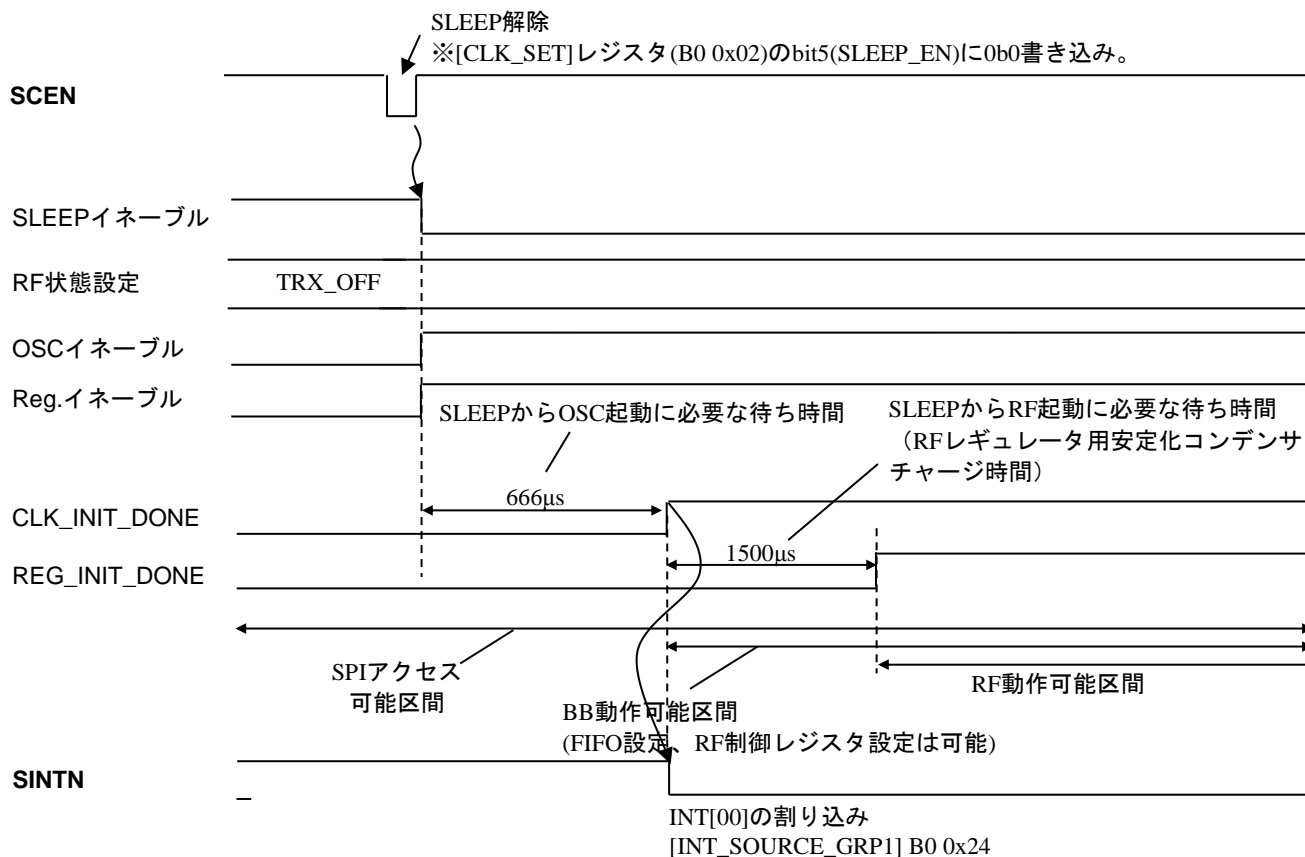 SLEEP解除
※[CLK_SET]レジスタ(B0 0x02)のbit5(SLEEP_EN)に0b0書き込み。
SCEN
SLEEPイネーブル
RF状態設定
TRX_OFF
OSCイネーブル
Reg.イネーブル
SLEEPからOSC起動に必要な待ち時間
SLEEPからRF起動に必要な待ち時間
（RFレギュレータ用安定化コンデンサ
チャージ時間）
666μs
CLK_INIT_DONE
1500μs
REG_INIT_DONE
SPIアクセス
可能区間
RF動作可能区間
BB動作可能区間
(FIFO設定、RF制御レジスタ設定は可能)
SINTN
INT[00]の割り込み
[INT_SOURCE_GRP1] B0 0x24